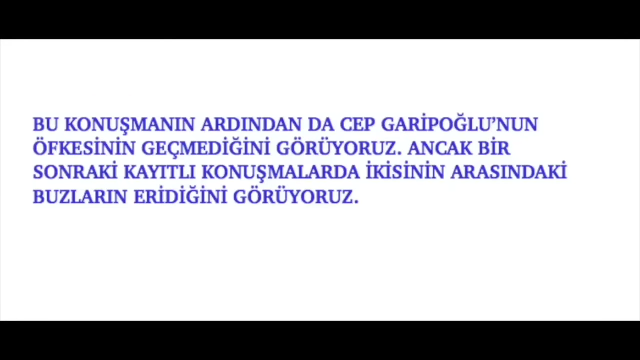 BU KONUŞMANIN ARDINDAN DA CEP GARİPOĞLU’NUN
ÖFKESİNİN GEÇMEDİĞİNİ GÖRÜYORUZ. ANCAK BİR
SONRAKİ KAYITLI KONUŞMALARDA İKİSİNİN ARASINDAKİ
BUZLARIN ERİDİĞİNİ GÖRÜYORUZ.